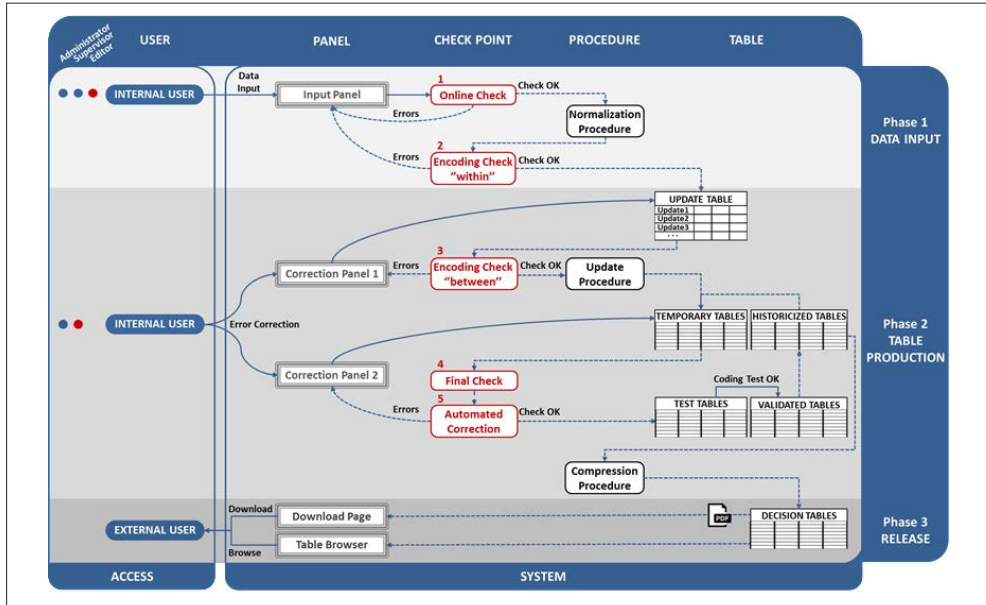 Administrator
Supervisor
Editor
USER
PANEL
CHECK POINT
PROCEDURE
TABLE
INTERNAL USER
Data
Input
Input Panel
1
Online Check
Check OK
Errors
Normalization
Procedure
2
Encoding Check
"within"
Errors
Check OK
Phase 1
DATA INPUT
UPDATE TABLE
Update1
Update2
Update3
...
Correction Panel 1
Errors
3
Encoding Check
"between"
Check OK
Update
Procedure
INTERNAL USER
Error Correction
TEMPORARY TABLES
HISTORICIZED TABLES
Phase 2
TABLE
PRODUCTION
Correction Panel 2
4
Final Check
5
Automated
Correction
Errors
Check OK
Coding Test OK
TEST TABLES
VALIDATED TABLES
Compression
Procedure
EXTERNAL USER
Download
Download Page
PDF
DECISION TABLES
Browse
Table Browser
Phase 3
RELEASE
ACCESS
SYSTEM